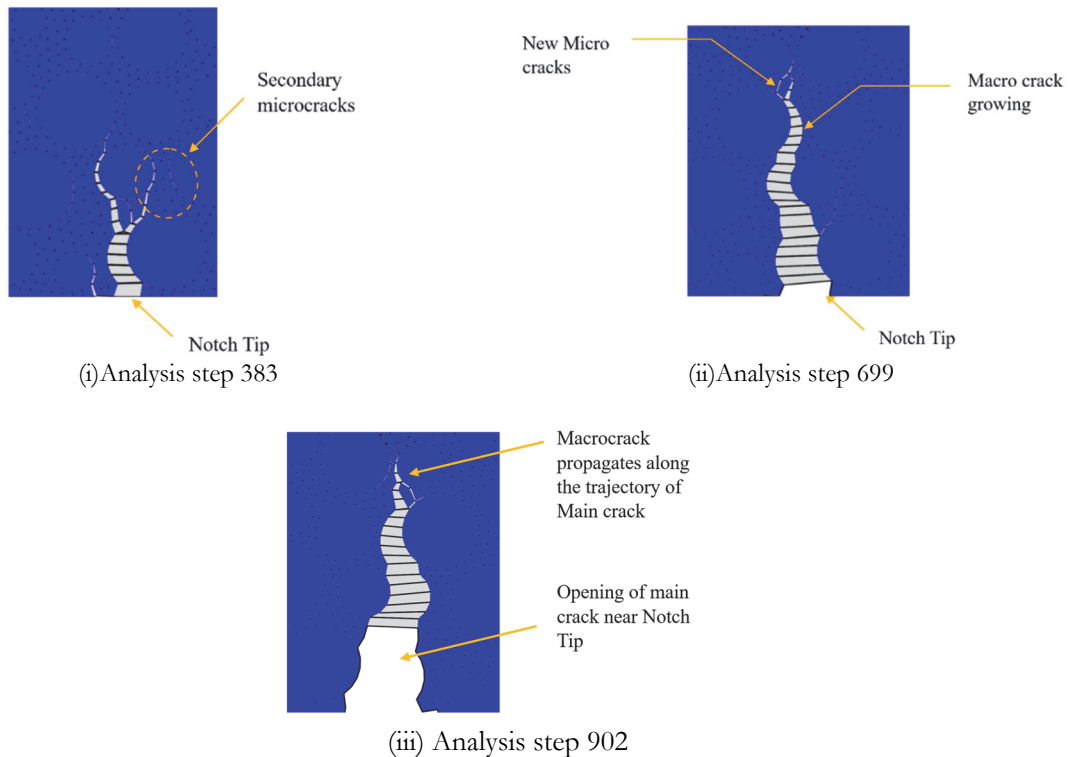 Secondary
microcracks
Notch Tip
(i)Analysis step 383
New Micro
cracks
Macro crack
growing
Notch Tip
(ii)Analysis step 699
Macrocrack
propagates along
the trajectory of
Main crack
Opening of main
crack near Notch
Tip
(iii) Analysis step 902